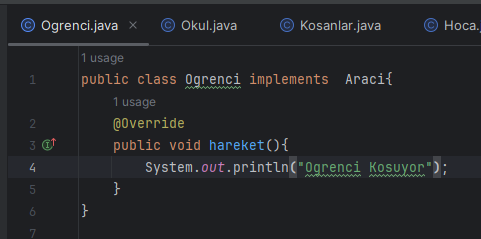 Ogrenci.java × Okul.java Kosanlar.java Hoca.j
1 usage
1 public class Ogrenci implements  Araci{
1 usage
2 @Override
3 public void hareket(){
4 System.out.println("Ogrenci Kosuyor");
5 }
6 }
7